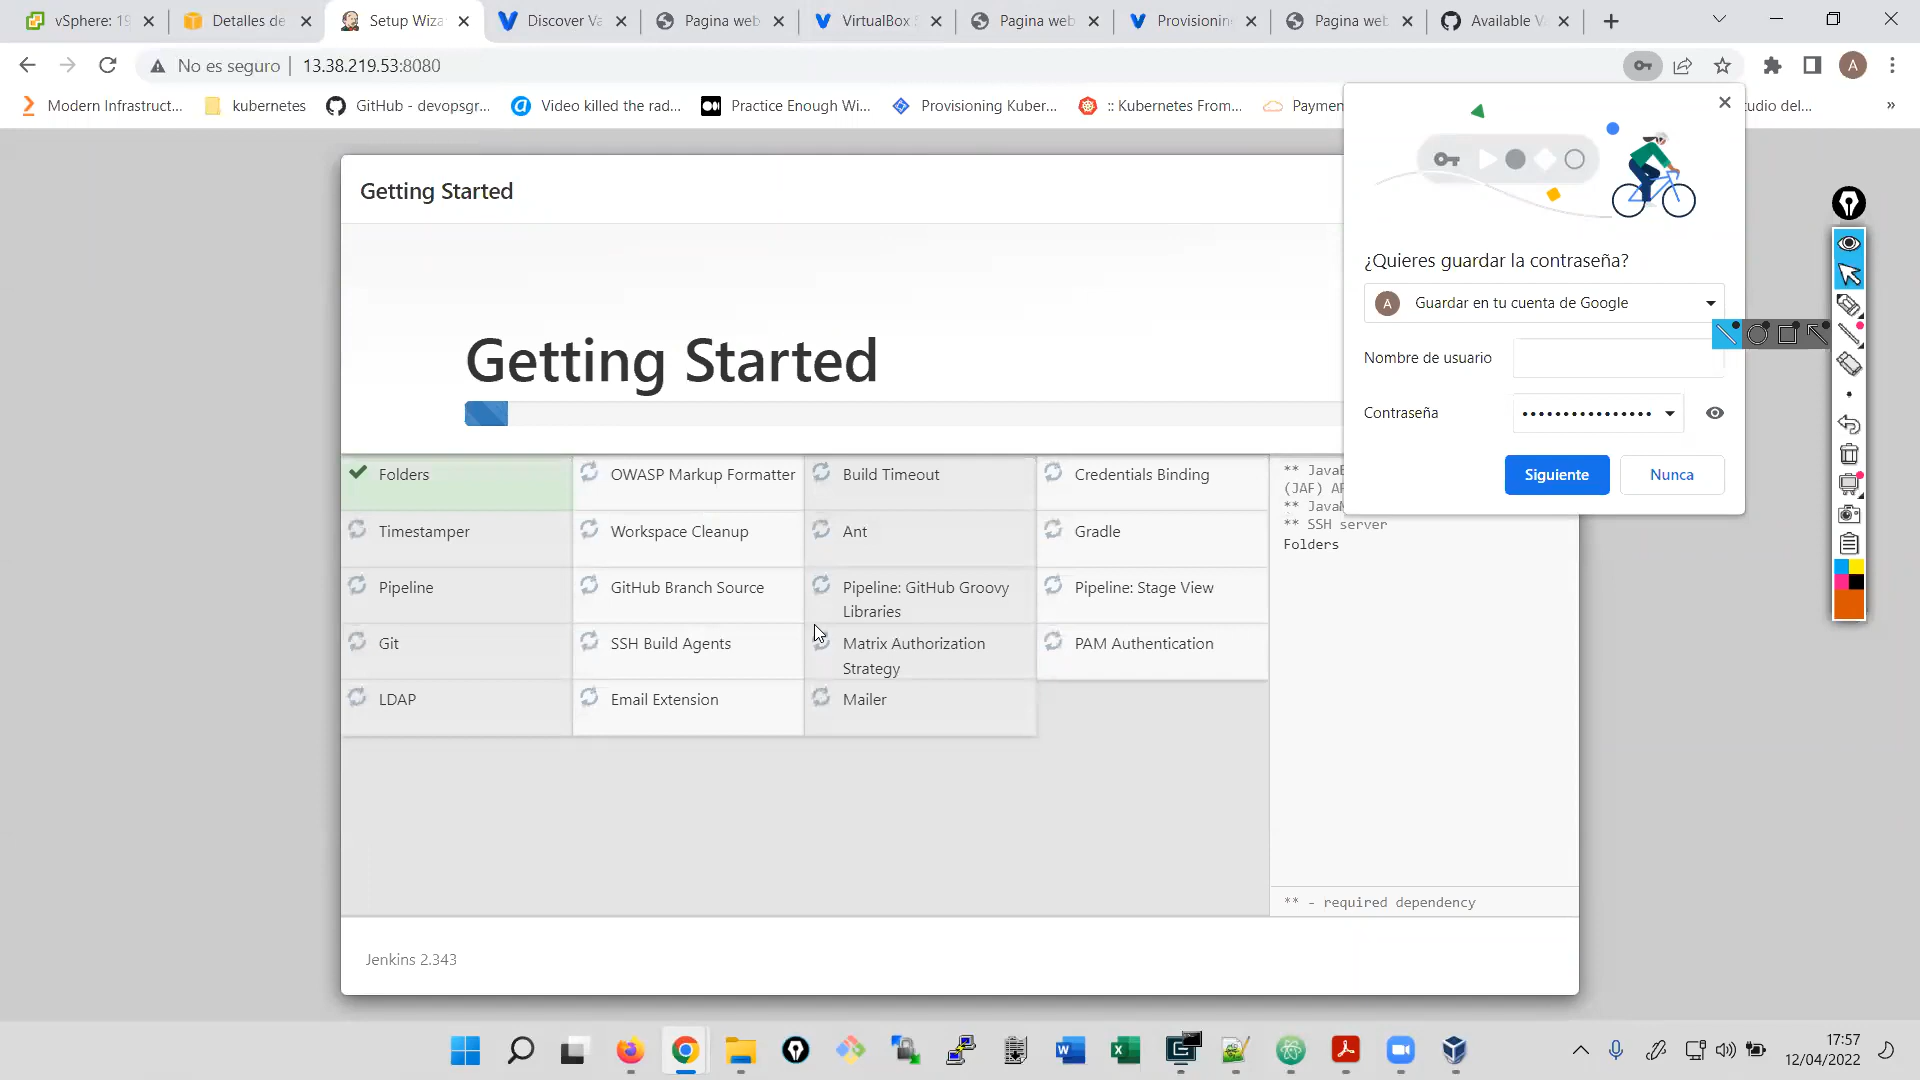 vSphere: 19
Detalles de
Setup Wiza
Discover Va
Pagina web
VirtualBox
Pagina web
Provisionin
Pagina web
Available V
No es seguro
13.38.219.53:8080
A
Modern Infrastruct...
kubernetes
GitHub - devopsgr...
Video killed the rad...
Practice Enough Wi...
Provisioning Kuber...
:: Kubernetes From...
Paymen
tudio del...
»
Getting Started
¿Quieres guardar la contraseña?
A Guardar en tu cuenta de Google
Nombre de usuario
Contraseña ••••••••••••••••
Siguiente
Nunca
Getting Started
Folders
OWASP Markup Formatter
Build Timeout
Credentials Binding
Timestamper
Workspace Cleanup
Ant
Gradle
Pipeline
GitHub Branch Source
Pipeline: GitHub Groovy
Libraries
Pipeline: Stage View
Git
SSH Build Agents
Matrix Authorization
Strategy
PAM Authentication
LDAP
Email Extension
Mailer
** JavaB
(JAF) AP
** JavaM
** SSH server
Folders
** - required dependency
Jenkins 2.343
17:57
12/04/2022